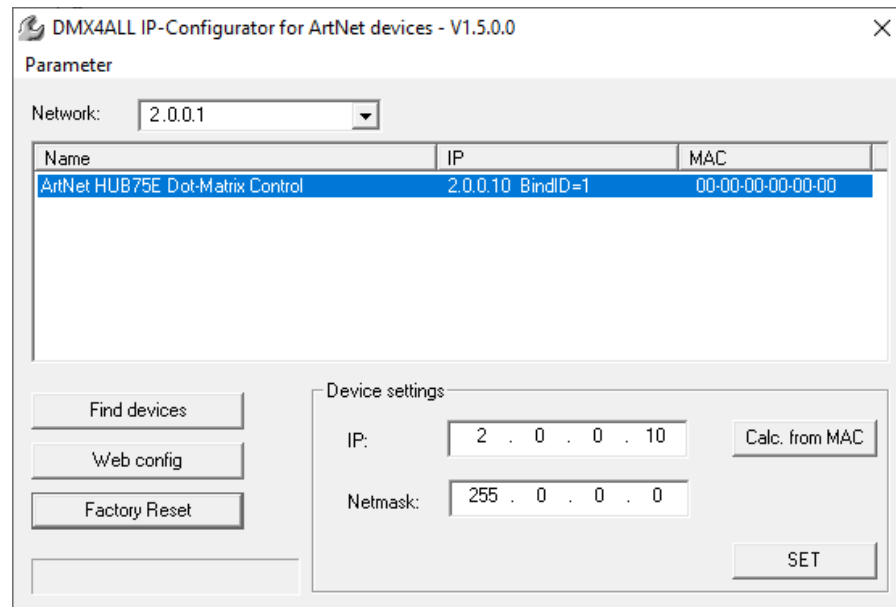 DMX4ALL IP-Configurator for ArtNet devices - V1.5.0.0
Parameter
Network: 2.0.0.1
Name IP MAC
ArtNet HUB75E Dot-Matrix Control 2.0.0.10 BindID=1 00-00-00-00-00-00
Find devices
Web config
Factory Reset
Device settings
IP: 2 . 0 . 0 . 10 Calc. from MAC
Netmask: 255 . 0 . 0 . 0
SET